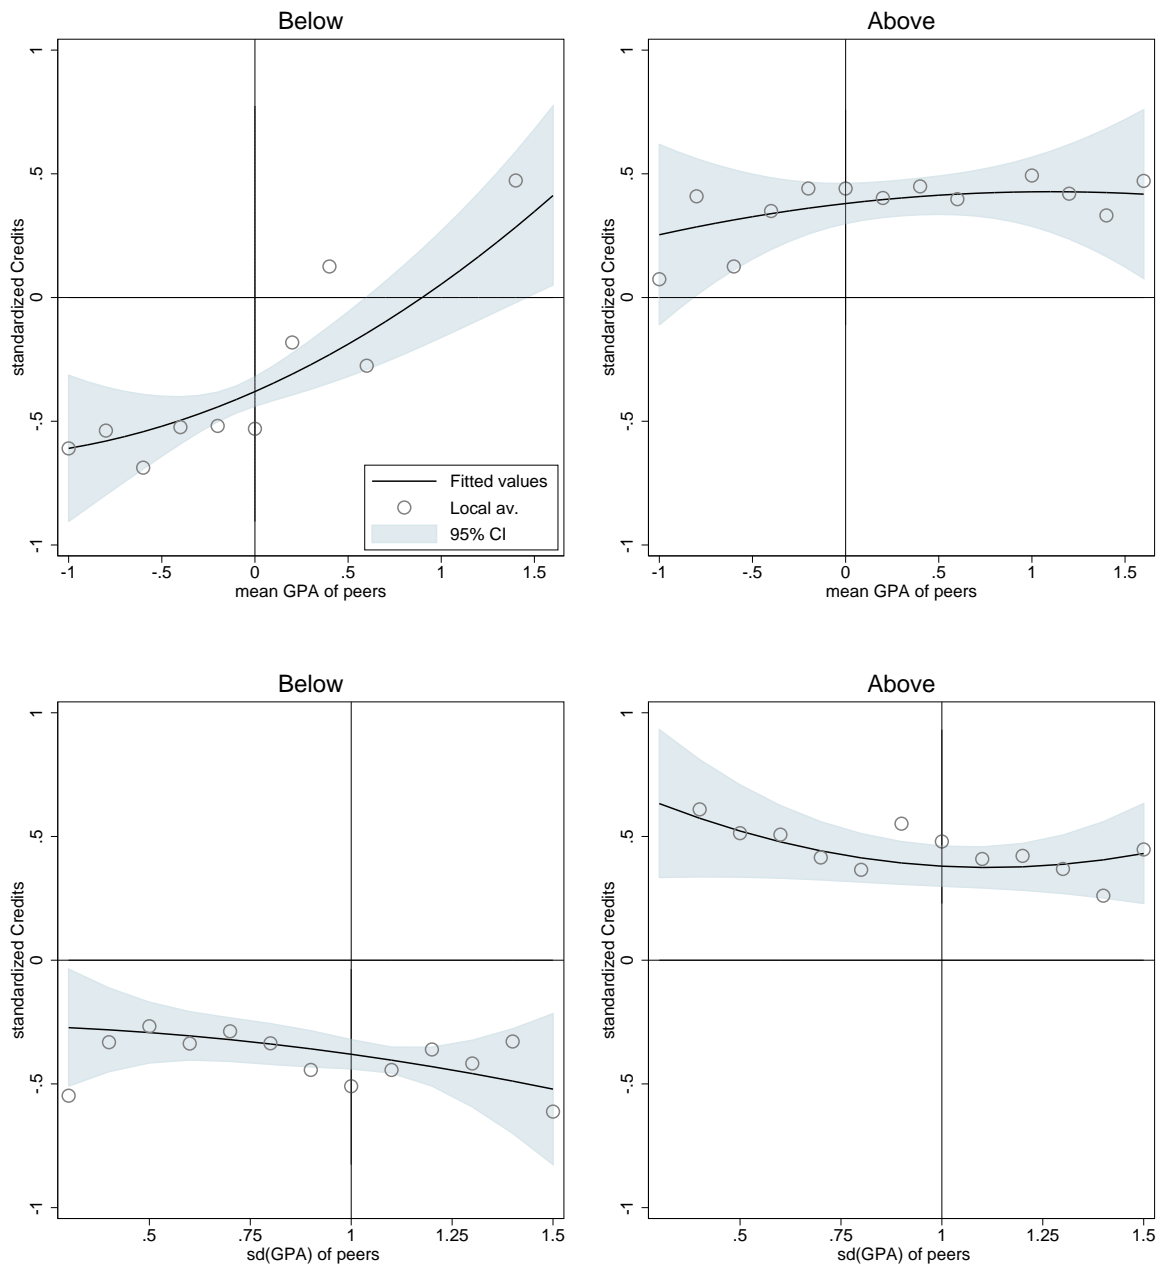 Below
Above
standardized Credits
1
.5
0
-.5
-1
Fitted values
Local av.
95% CI
-1 -.5 0 .5 1 1.5
mean GPA of peers
standardized Credits
1
.5
0
-.5
-1
-1 -.5 0 .5 1 1.5
mean GPA of peers
Below
Above
standardized Credits
1
.5
0
-.5
-1
.5 .75 1 1.25 1.5
sd(GPA) of peers
standardized Credits
1
.5
0
-.5
-1
.5 .75 1 1.25 1.5
sd(GPA) of peers